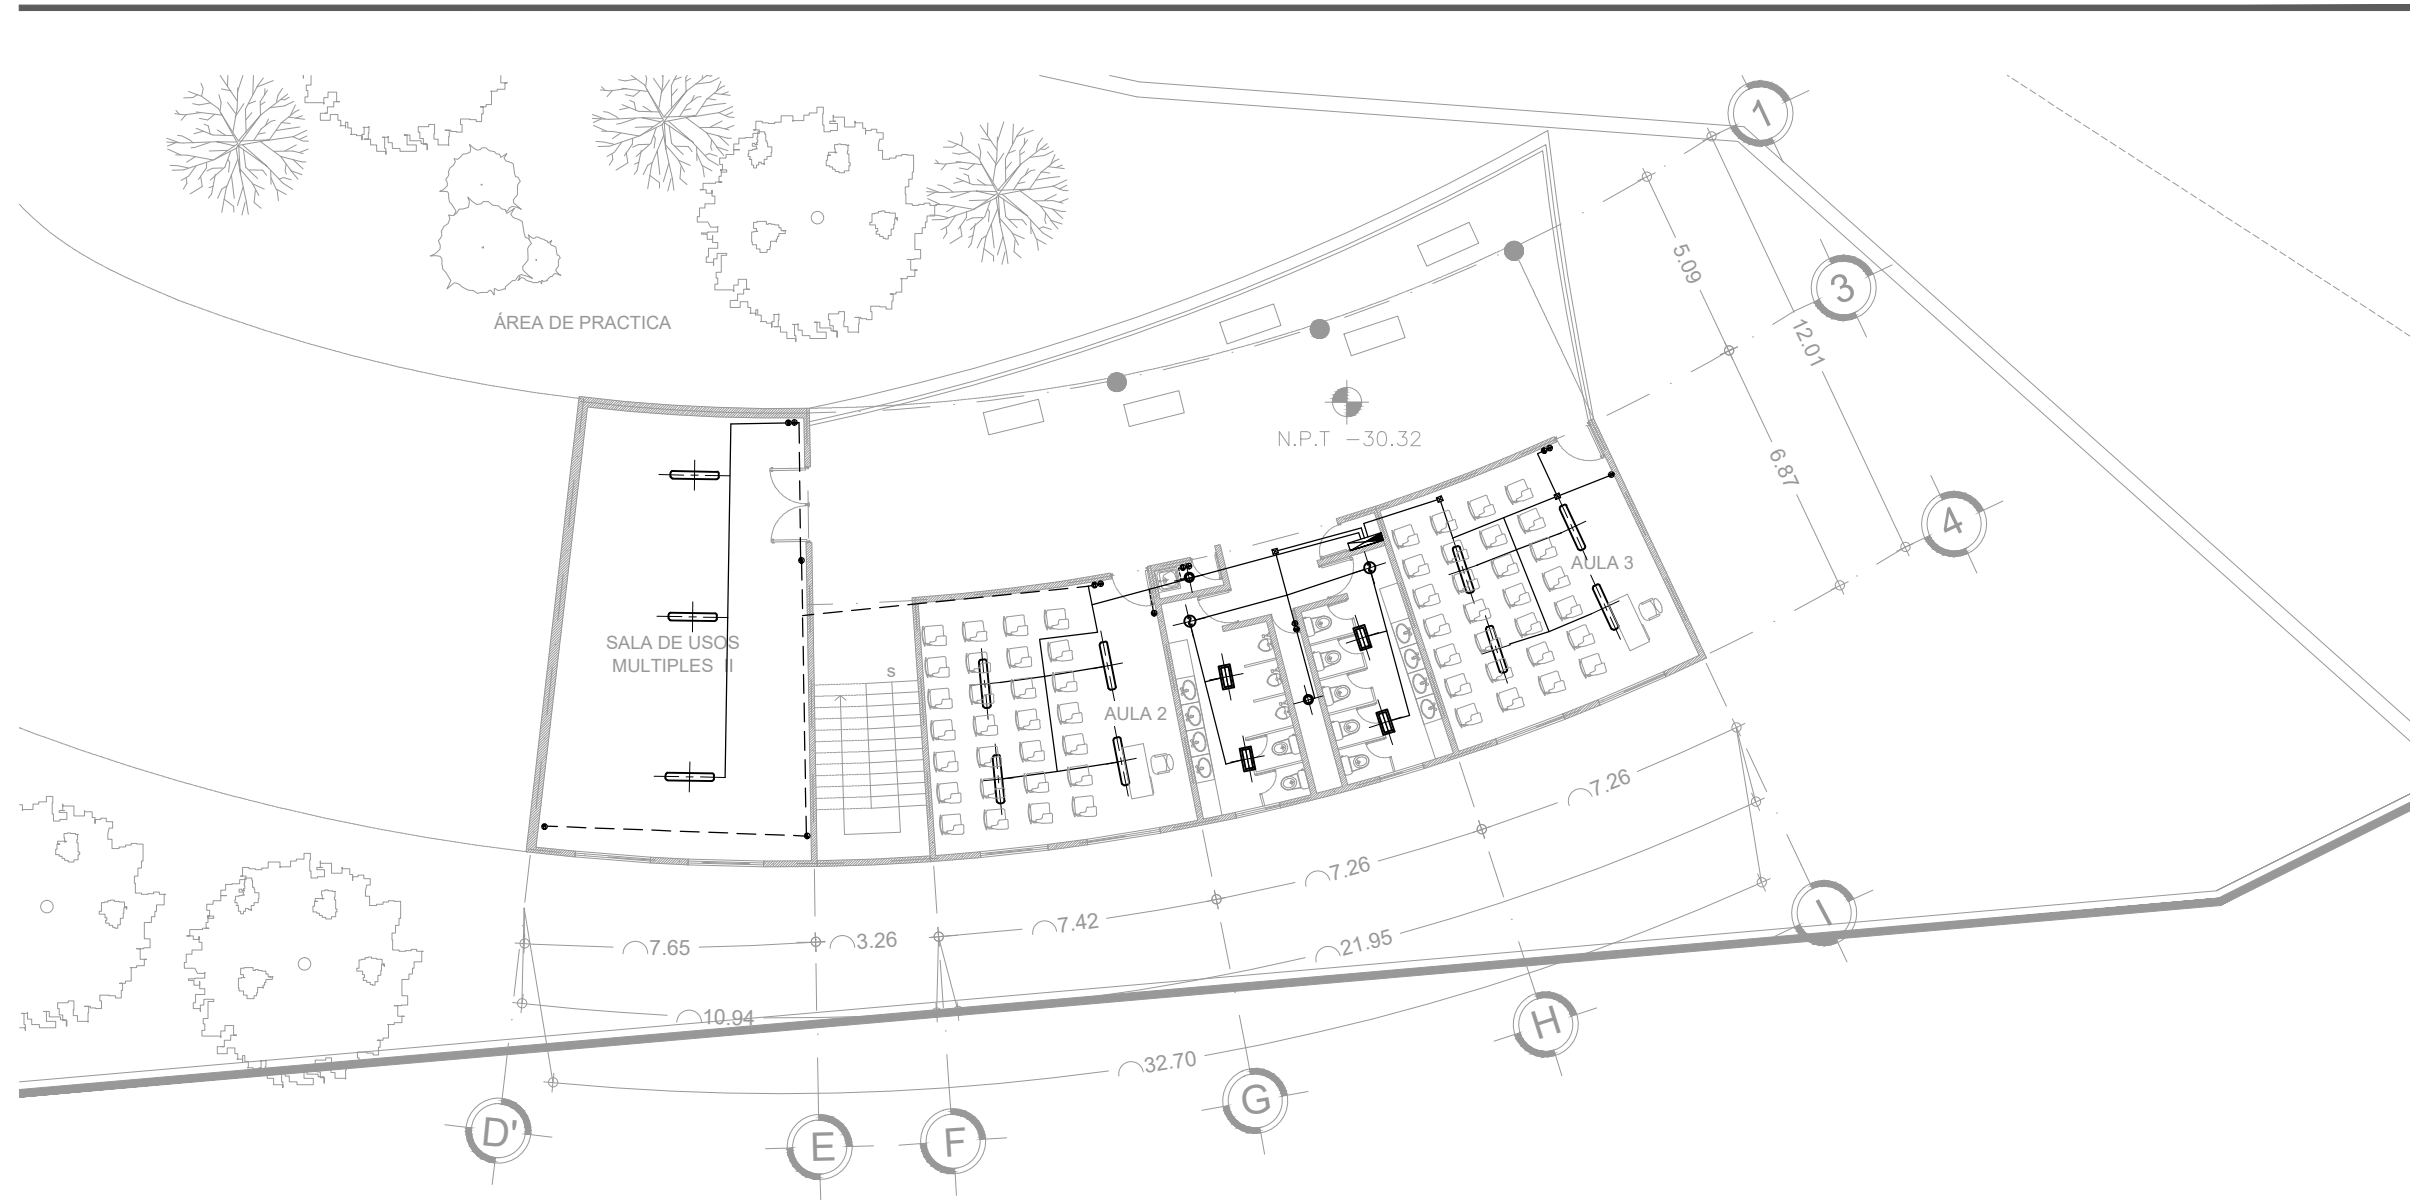 1
5.09
3
ÁREA DE PRACTICA
12.01
N.P.T -30.32
6.87
4
AULA 3
SALA DE USOS
MULTIPLES II
S
AULA 2
7.26
7.26
7.42
3.26
7.65
21.95
I
10.94
H
32.70
G
D'
E
F